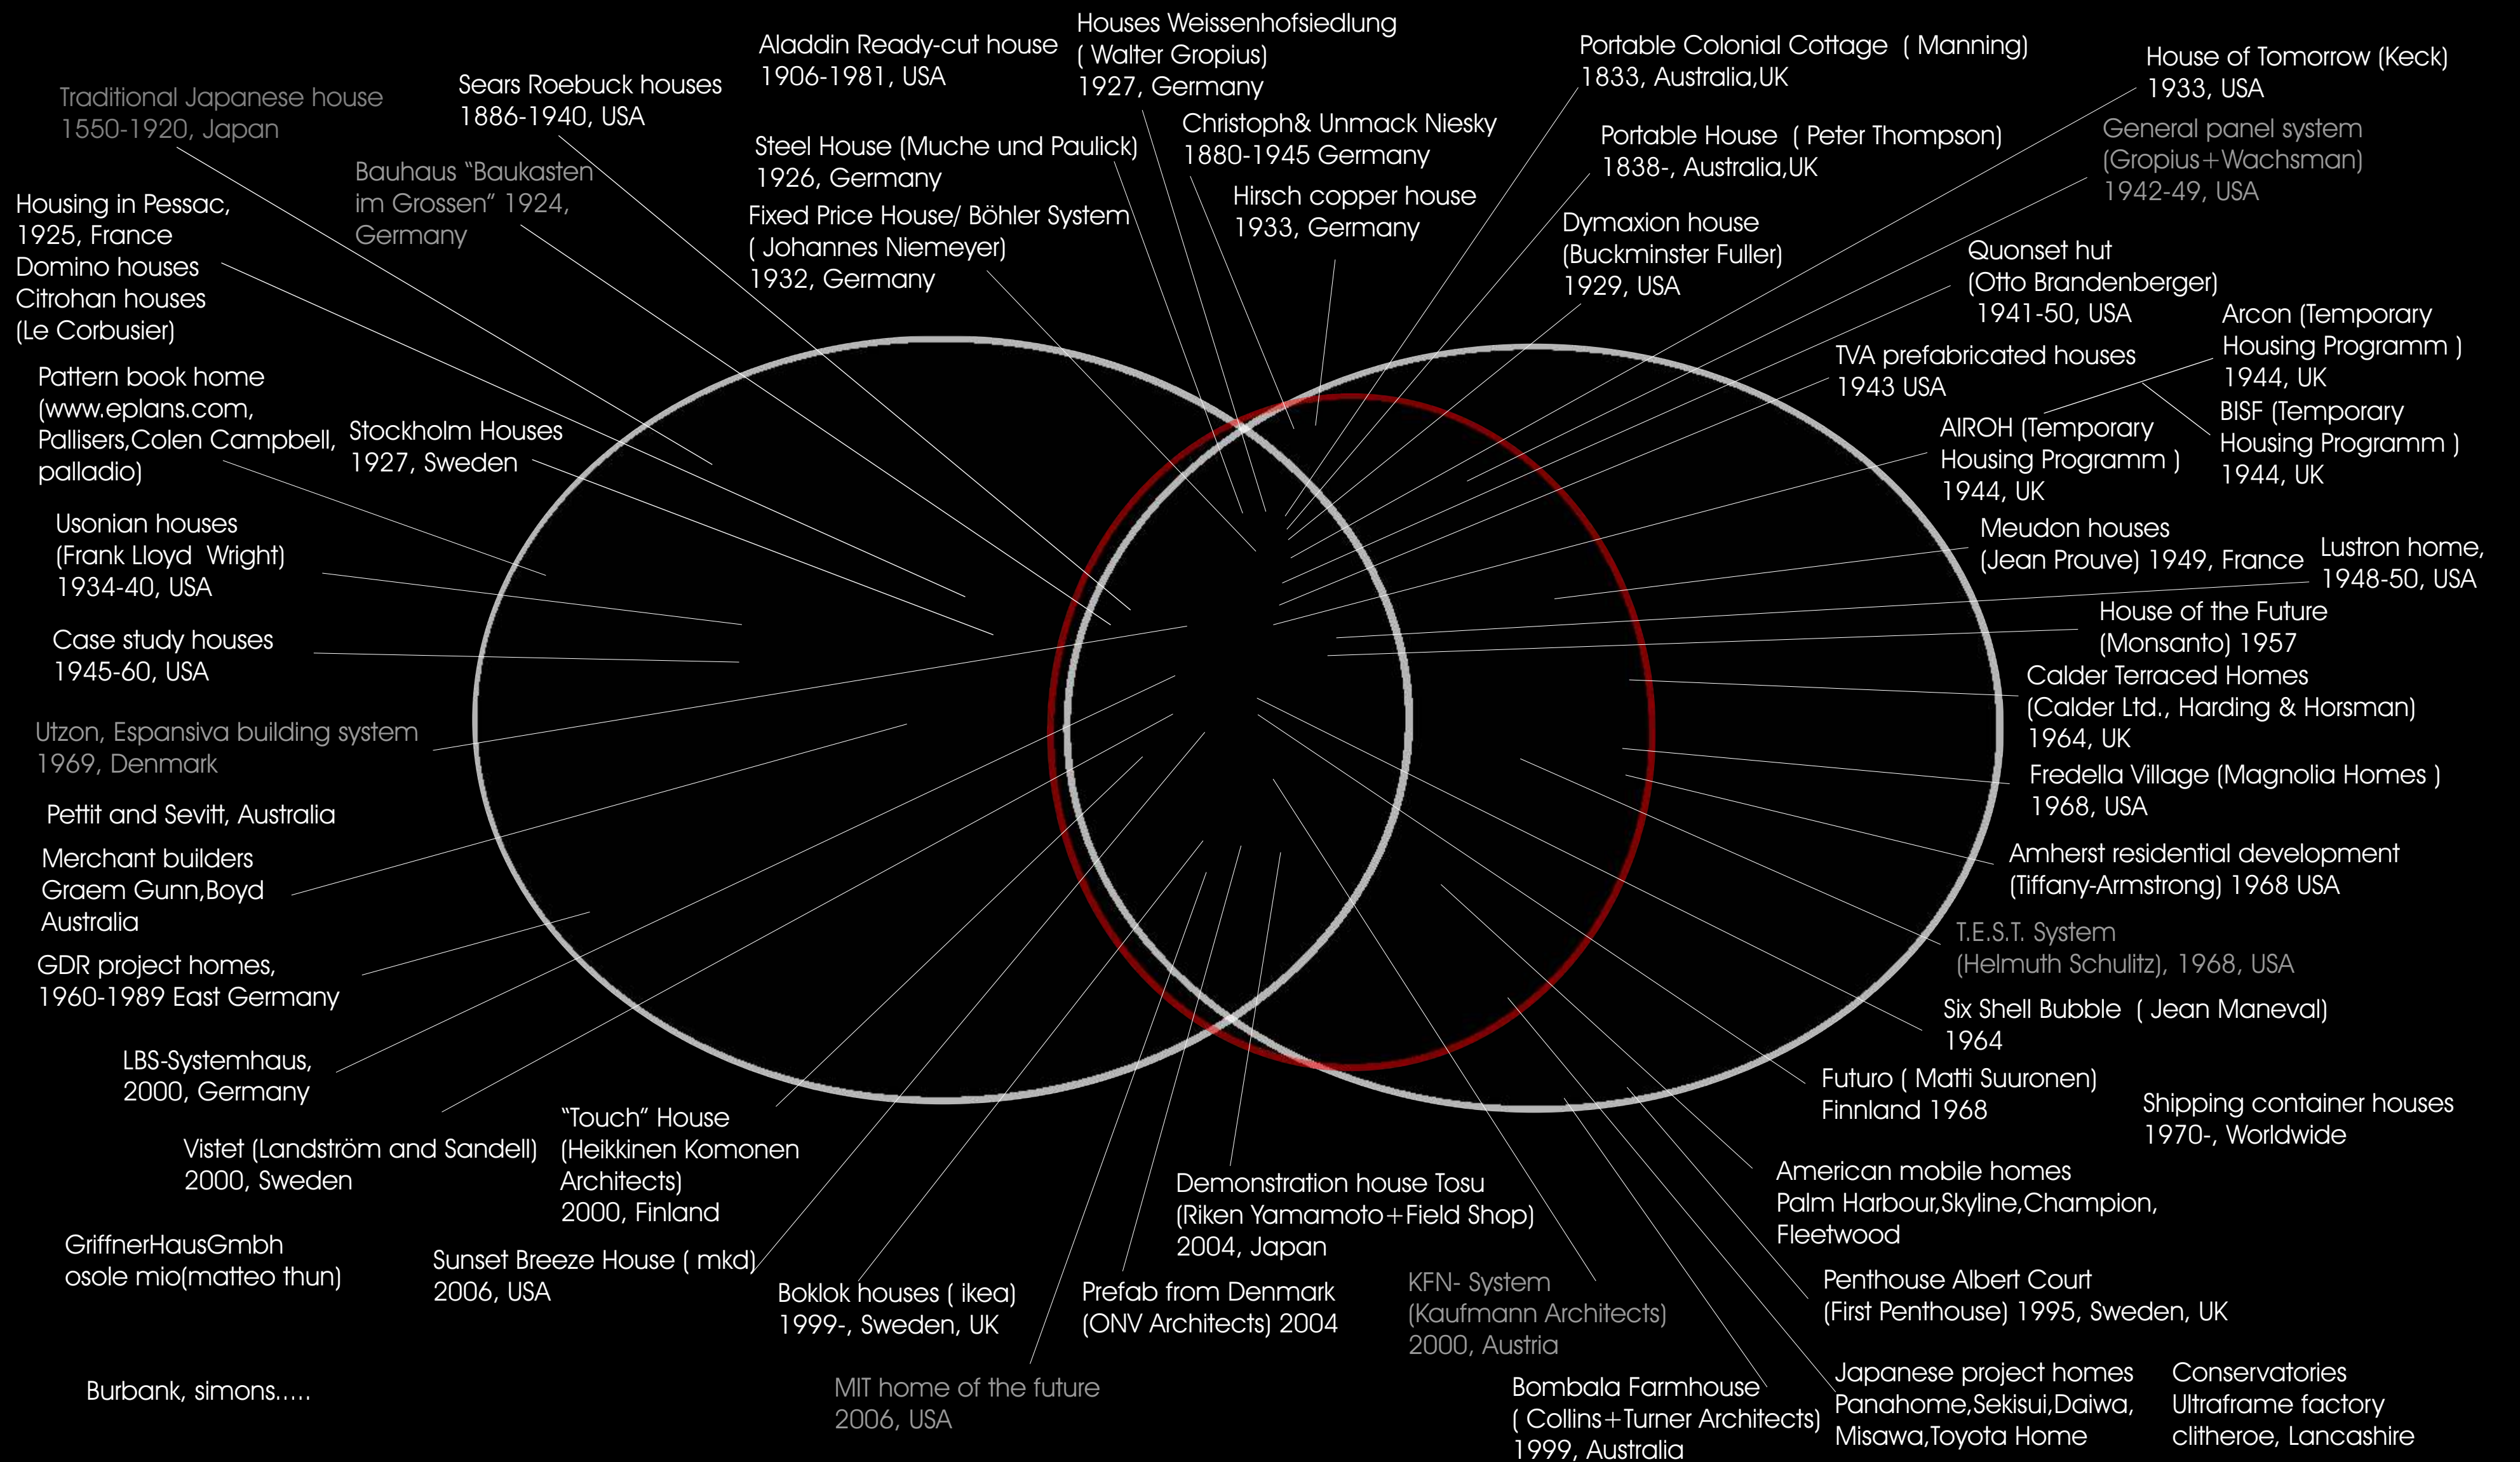 Houses Weissenhofsiedlung
( Walter Gropius)
1927, Germany
Aladdin Ready-cut house
1906-1981, USA
Portable Colonial Cottage ( Manning)
1833, Australia,UK
House of Tomorrow (Keck)
1933, USA
Traditional Japanese house
1550-1920, Japan
Sears Roebuck houses
1886-1940, USA
Christoph& Unmack Niesky
1880-1945 Germany
General panel system
(Gropius+Wachsman)
1942-49, USA
Steel House (Muche und Paulick)
1926, Germany
Portable House ( Peter Thompson)
1838-, Australia,UK
Bauhaus “Baukasten
im Grossen“ 1924,
Germany
Hirsch copper house
1933, Germany
Housing in Pessac,
1925, France
Domino houses
Citrohan houses
(Le Corbusier)
Fixed Price House/ Böhler System
( Johannes Niemeyer)
1932, Germany
Dymaxion house
(Buckminster Fuller)
1929, USA
Quonset hut
(Otto Brandenberger)
1941-50, USA
Arcon (Temporary
Housing Programm )
1944, UK
TVA prefabricated houses
1943 USA
Pattern book home
(www.eplans.com,
Pallisers,Colen Campbell,
palladio)
BISF (Temporary
Housing Programm )
1944, UK
Stockholm Houses
1927, Sweden
AIROH (Temporary
Housing Programm )
1944, UK
Usonian houses
(Frank Lloyd Wright)
1934-40, USA
Meudon houses
(Jean Prouve) 1949, France
Lustron home,
1948-50, USA
House of the Future
(Monsanto) 1957
Case study houses
1945-60, USA
Calder Terraced Homes
(Calder Ltd., Harding & Horsman)
1964, UK
Utzon, Espansiva building system
1969, Denmark
Fredella Village (Magnolia Homes )
1968, USA
Pettit and Sevitt, Australia
Merchant builders
Graem Gunn,Boyd
Australia
Amherst residential development
(Tiffany-Armstrong) 1968 USA
T.E.S.T. System
(Helmuth Schulitz), 1968, USA
GDR project homes,
1960-1989 East Germany
Six Shell Bubble ( Jean Maneval)
1964
LBS-Systemhaus,
2000, Germany
Futuro ( Matti Suuronen)
Finnland 1968
Shipping container houses
1970-, Worldwide
“Touch” House
(Heikkinen Komonen
Architects)
2000, Finland
Vistet (Landström and Sandell)
2000, Sweden
American mobile homes
Palm Harbour,Skyline,Champion,
Fleetwood
Demonstration house Tosu
(Riken Yamamoto+Field Shop)
2004, Japan
GriffnerHausGmbh
osole mio(matteo thun)
Sunset Breeze House ( mkd)
2006, USA
Boklok houses ( ikea)
1999-, Sweden, UK
Prefab from Denmark
(ONV Architects) 2004
KFN- System
(Kaufmann Architects)
2000, Austria
Penthouse Albert Court
(First Penthouse) 1995, Sweden, UK
Burbank, simons.....
MIT home of the future
2006, USA
Bombala Farmhouse
( Collins+Turner Architects)
1999, Australia
Japanese project homes
Panahome,Sekisui,Daiwa,
Misawa,Toyota Home
Conservatories
Ultraframe factory
clitheroe, Lancashire